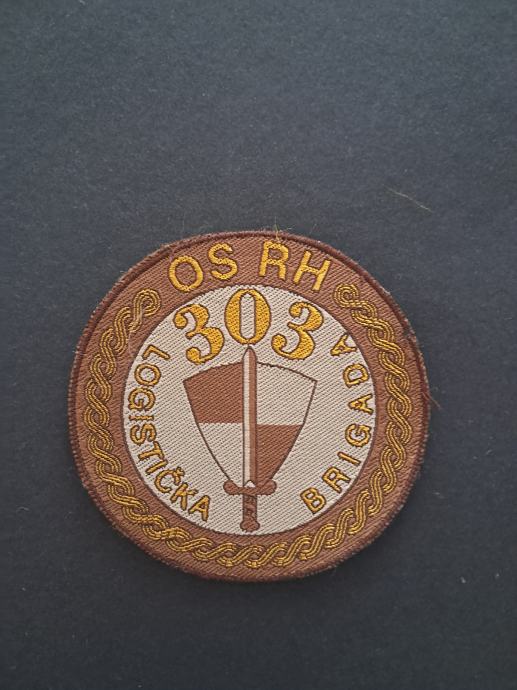 OS RH
303
LOGISTIČKA
BRIGADA